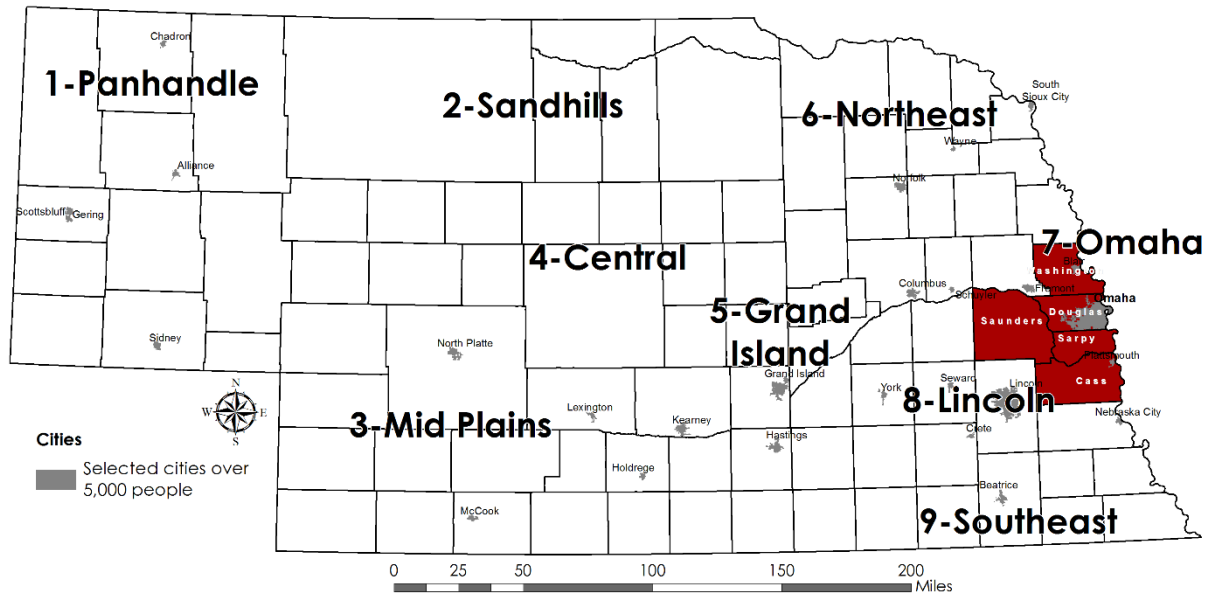 Chadron
1-Panhandle
2-Sandhills
South
Sioux City
6-Northeast
Wayne
Alliance
Norfolk
Scottsbluff
Gering
7-Omaha
4-Central
Blair
Washington
Columbus
Schuyler
Fremont
Omaha
5-Grand
Island
Saunders
Douglas
Sidney
North Platte
Sarpy
Plattsmouth
Grand Island
York
Seward
Lincoln
Cass
N
W
E
S
8-Lincoln
Lexington
Kearney
3-Mid Plains
Nebraska City
Crete
Hastings
Cities
Holdrege
Selected cities over
5,000 people
Beatrice
McCook
9-Southeast
0
25
50
100
150
200
Miles